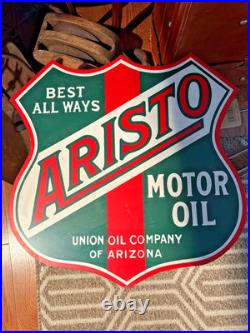 BEST
ALL WAYS
ARISTO
MOTOR
OIL
UNION OIL COMPANY
OF ARIZONA